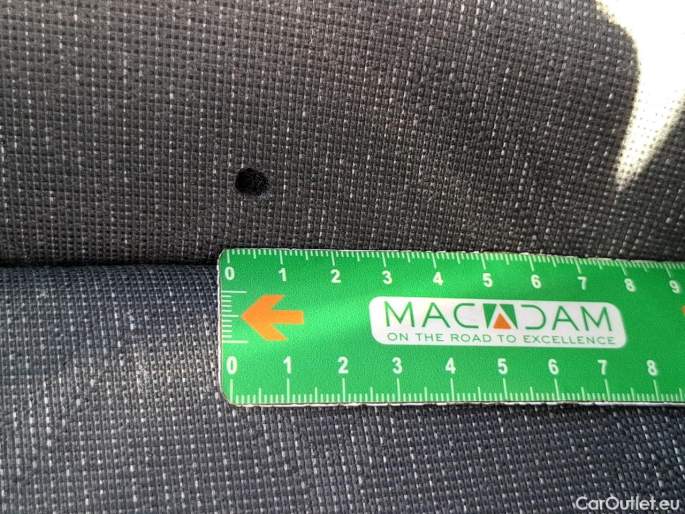 0 1 2 3 4 5 6 7 8 9
MACADAM
ON THE ROAD TO EXCELLENCE
0 1 2 3 4 5 6 7 8
CarOutlet.eu